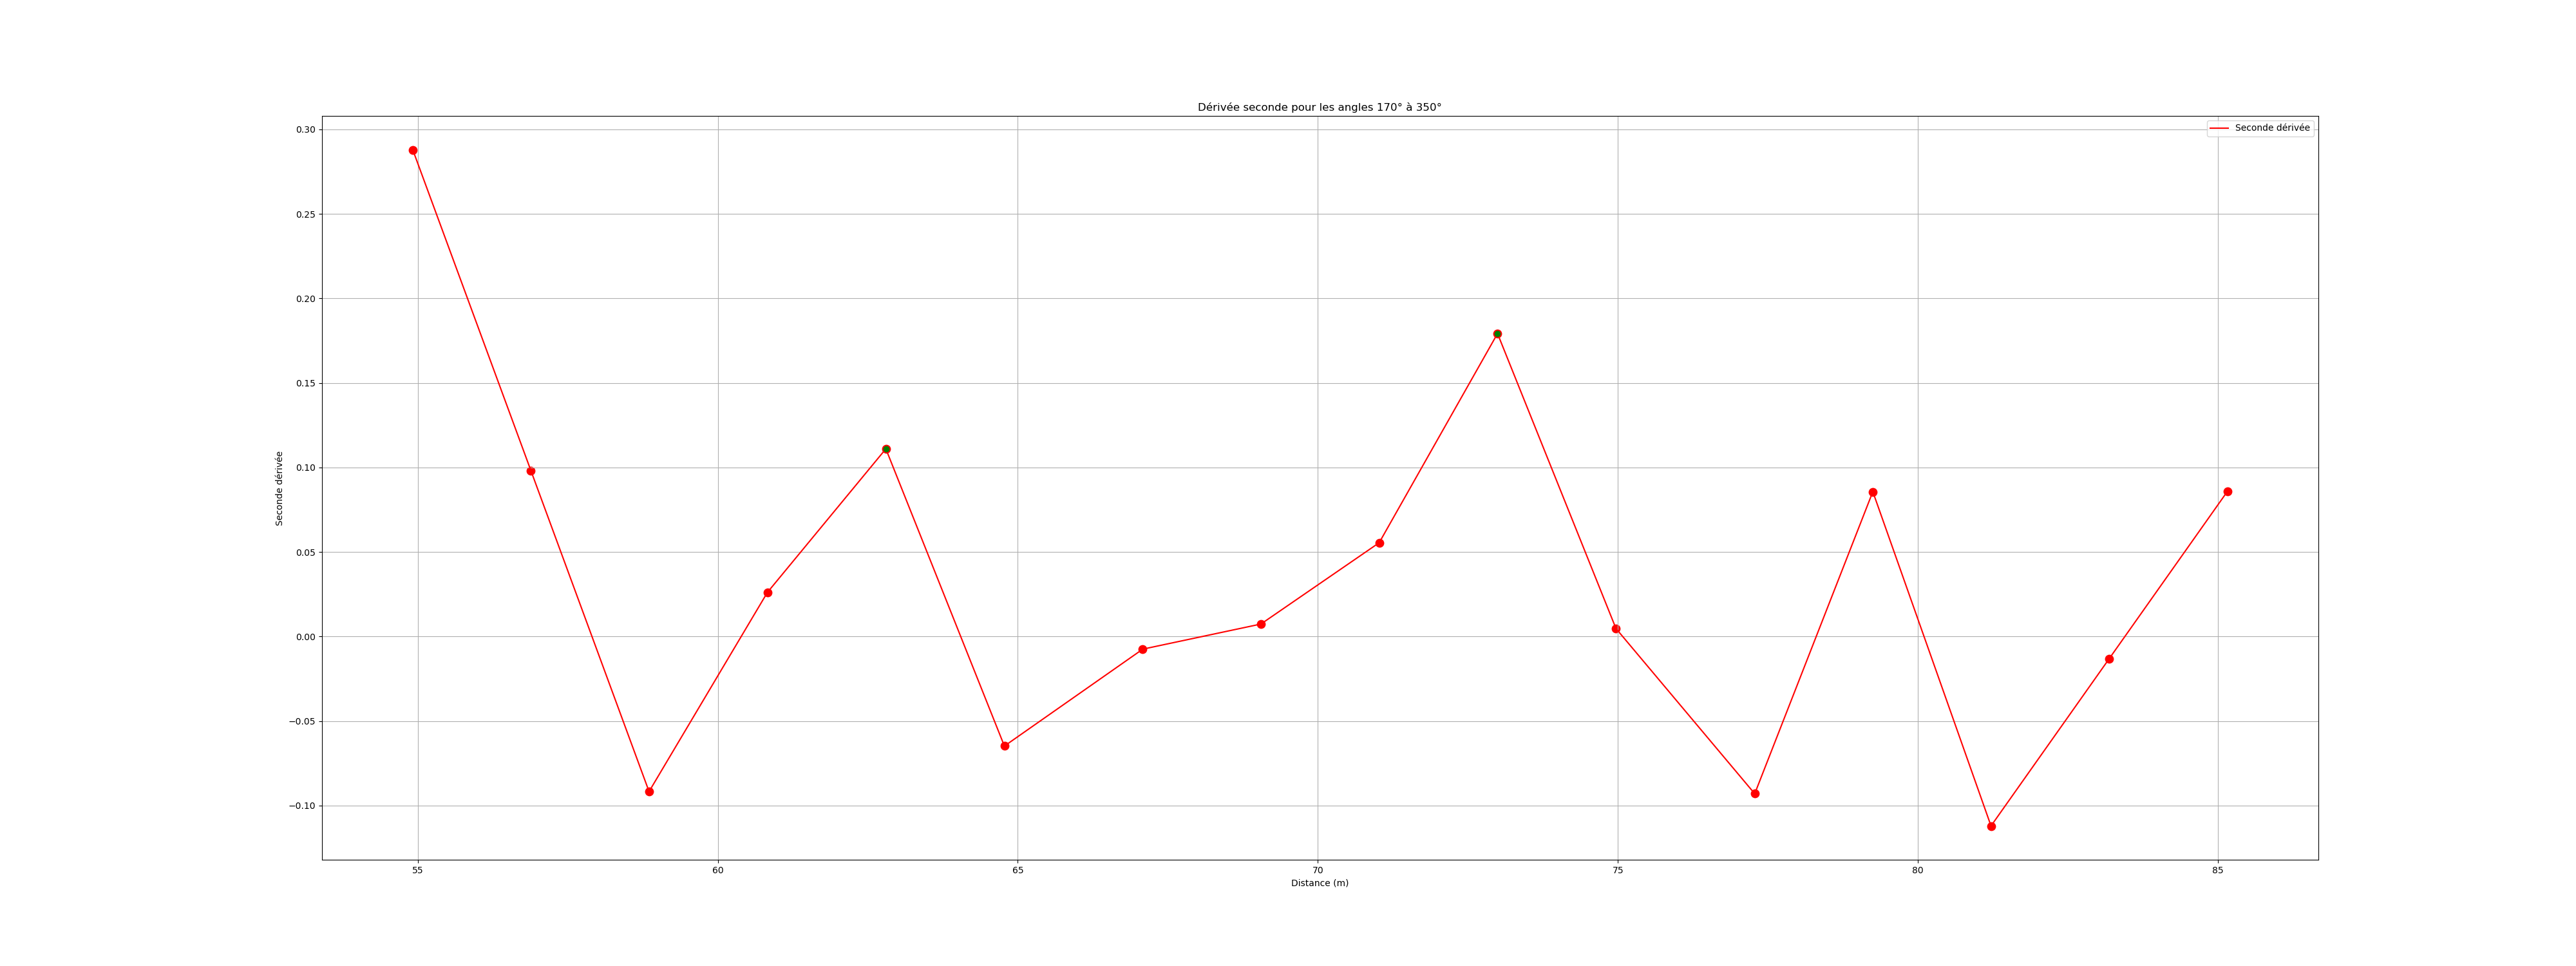 Dérivée seconde pour les angles 170° à 350°
Seconde dérivée
0.30
0.25
0.20
0.15
0.10
0.05
0.00
−0.05
−0.10
Seconde dérivée
55 60 65 70 75 80 85
Distance (m)